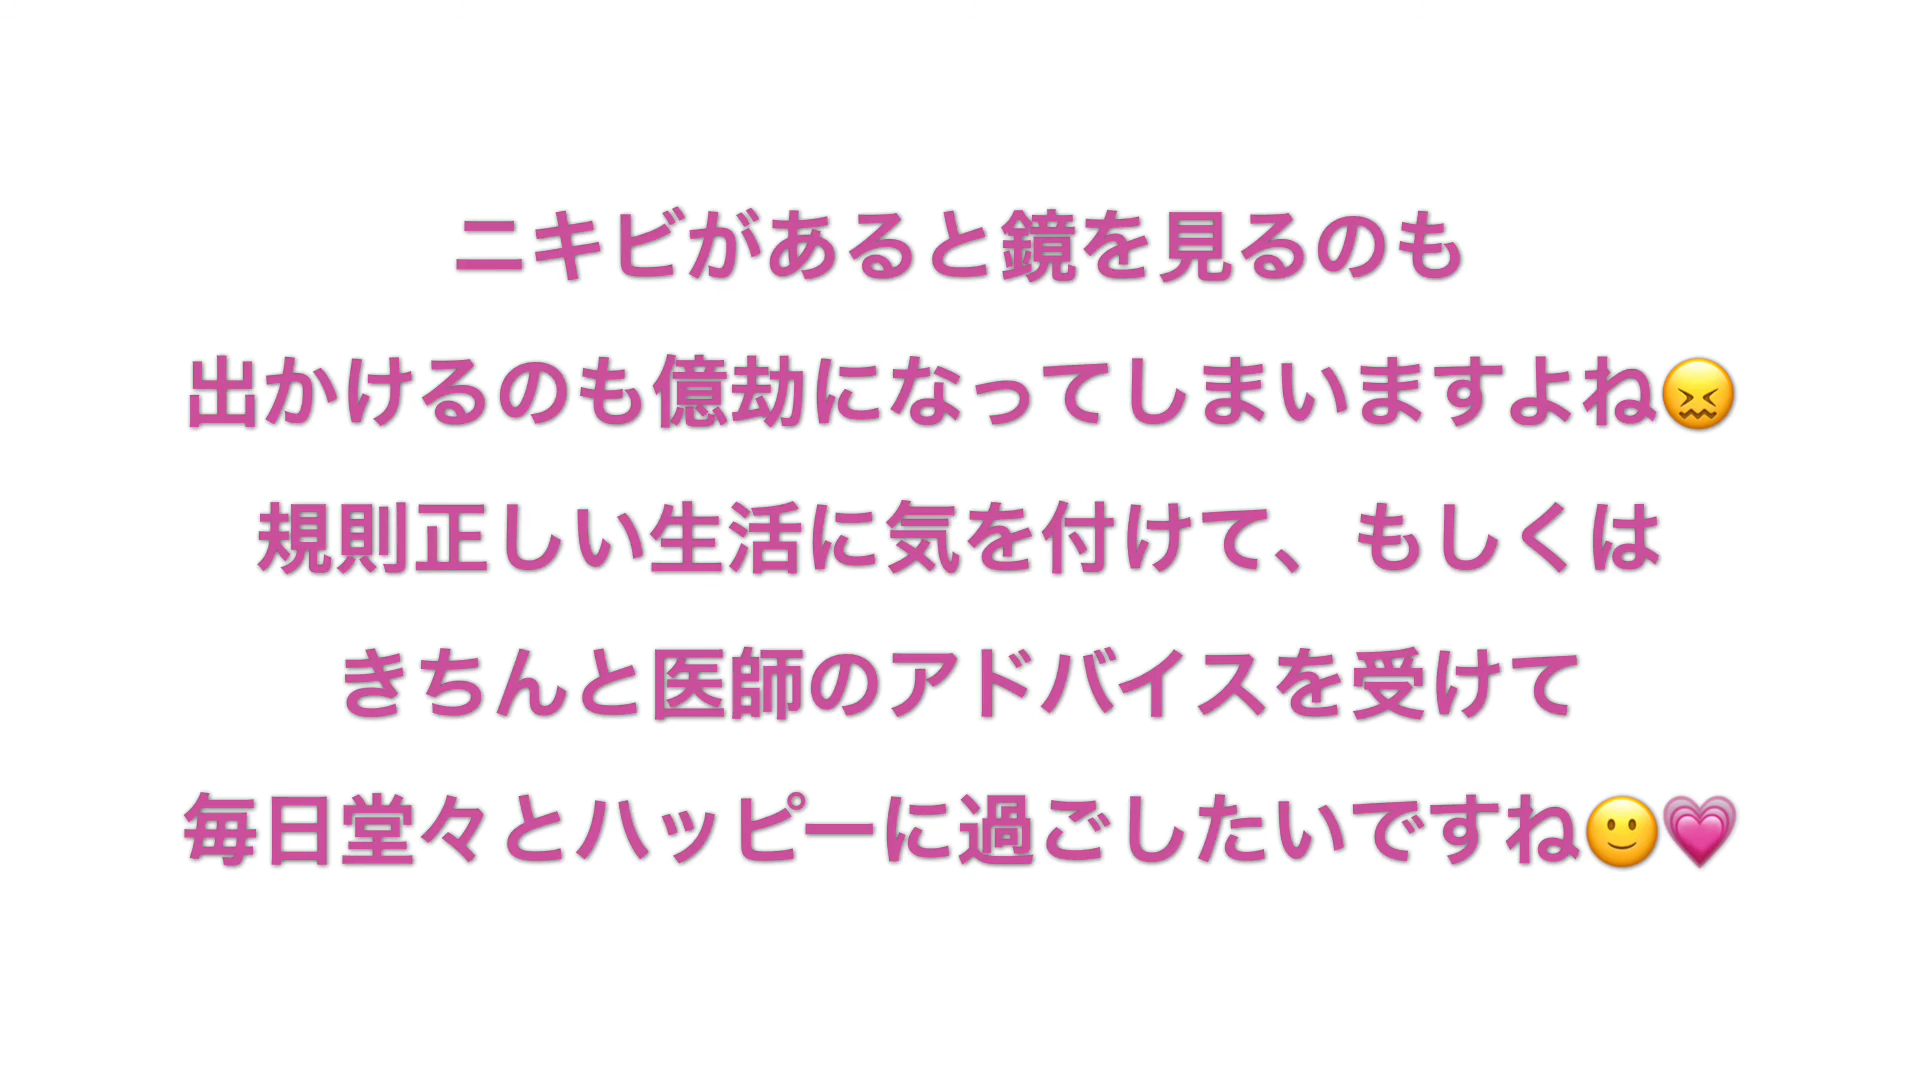 ニキビがあると鏡を見るのも
出かけるのも億劫になってしまいますよね😖
規則正しい生活に気を付けて、もしくは
きちんと医師のアドバイスを受けて
毎日堂々とハッピーに過ごしたいですね🙂💗